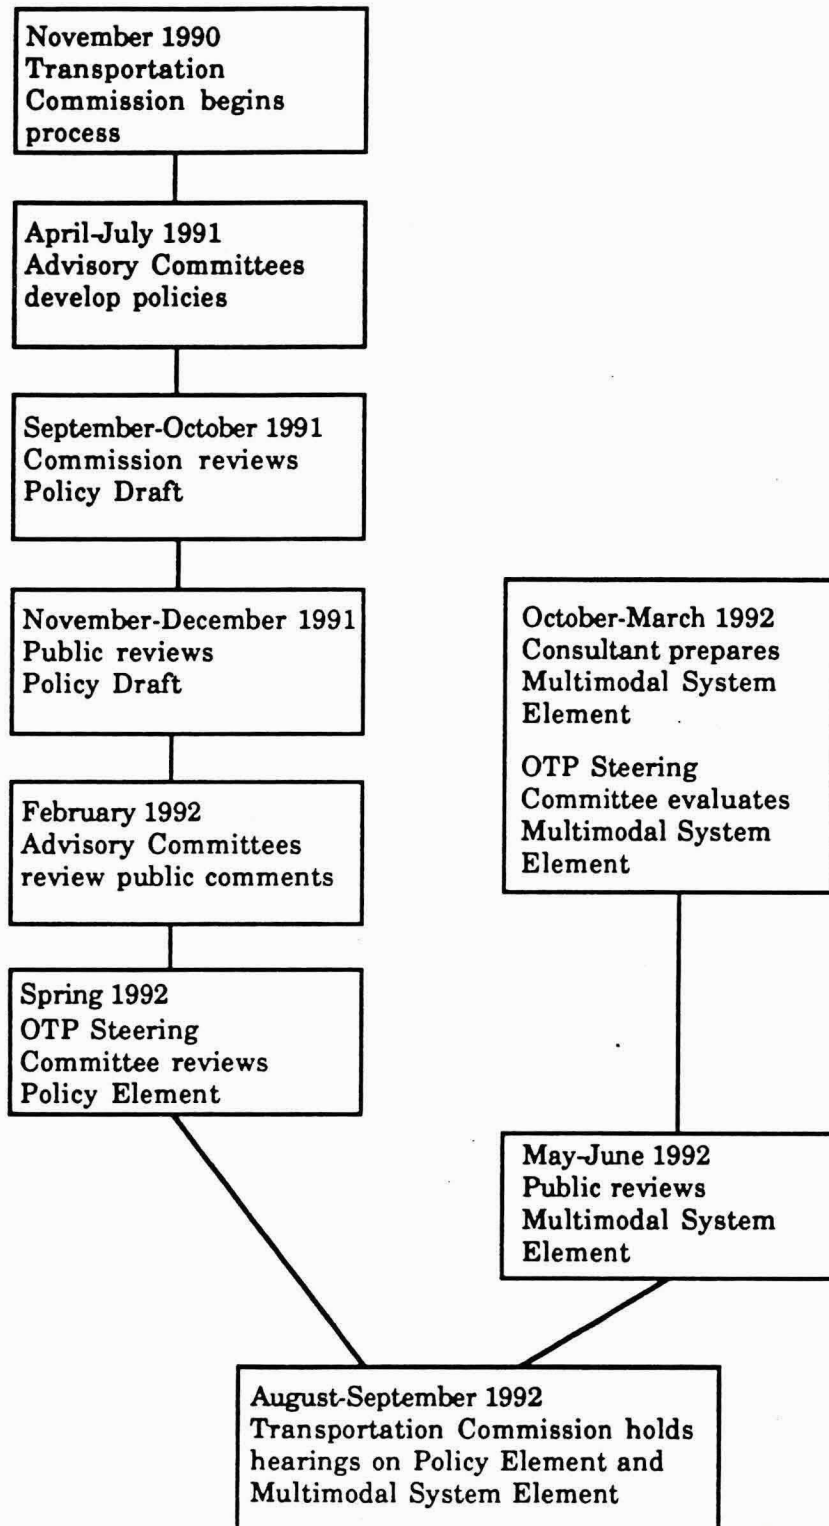 November 1990
Transportation
Commission begins
process
April-July 1991
Advisory Committees
develop policies
September-October 1991
Commission reviews
Policy Draft
November-December 1991
Public reviews
Policy Draft
February 1992
Advisory Committees
review public comments
Spring 1992
OTP Steering
Committee reviews
Policy Element
October-March 1992
Consultant prepares
Multimodal System
Element
OTP Steering
Committee evaluates
Multimodal System
Element
May-June 1992
Public reviews
Multimodal System
Element
August-September 1992
Transportation Commission holds
hearings on Policy Element and
Multimodal System Element